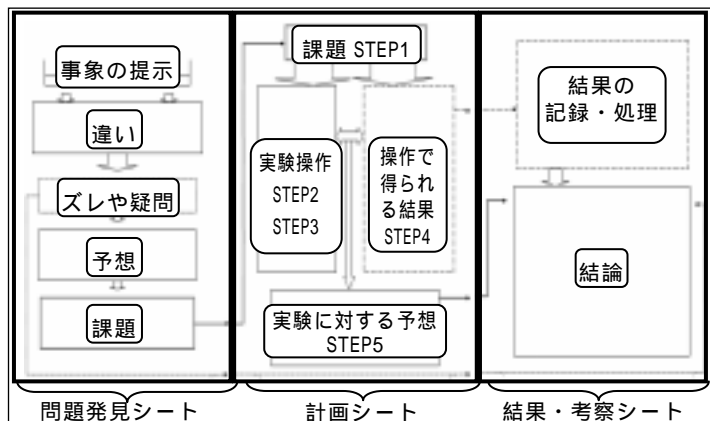 事象の提示
違い
ズレや疑問
予想
課題
課題 STEP1
実験操作
STEP2
STEP3
操作で
得られ
る結果
STEP4
実験に対する予想
STEP5
結果の
記録・処理
結論
問題発見シート
計画シート
結果・考察シート